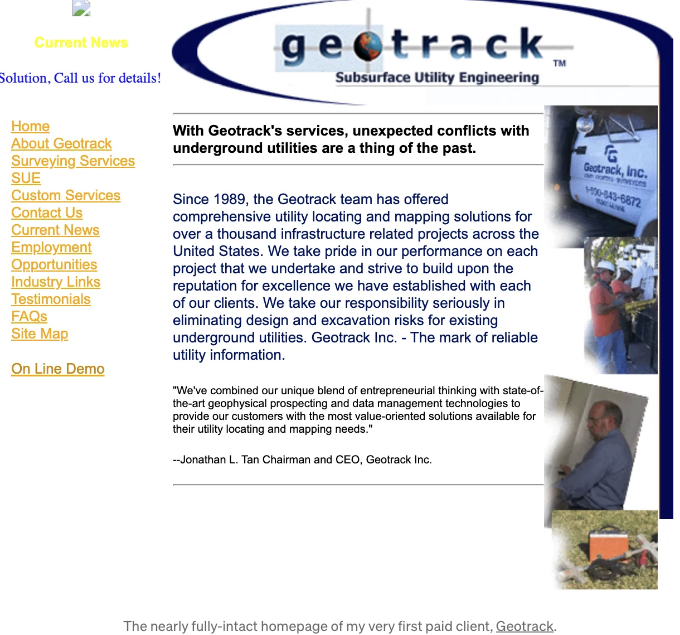 Current News
Solution, Call us for details!
geotrack
TM
Subsurface Utility Engineering
Home
About Geotrack
Surveying Services
SUE
Custom Services
Contact Us
Current News
Employment
Opportunities
Industry Links
Testimonials
FAQs
Site Map
On Line Demo
With Geotrack's services, unexpected conflicts with
underground utilities are a thing of the past.
Since 1989, the Geotrack team has offered
comprehensive utility locating and mapping solutions for
over a thousand infrastructure related projects across the
United States. We take pride in our performance on each
project that we undertake and strive to build upon the
reputation for excellence we have established with each
of our clients. We take our responsibility seriously in
eliminating design and excavation risks for existing
underground utilities. Geotrack Inc. - The mark of reliable
utility information.
"We've combined our unique blend of entrepreneurial thinking with state-of-
the-art geophysical prospecting and data management technologies to
provide our customers with the most value-oriented solutions available for
their utility locating and mapping needs."
--Jonathan L. Tan Chairman and CEO, Geotrack Inc.
Geotrack, Inc.
The nearly fully-intact homepage of my very first paid client, Geotrack.